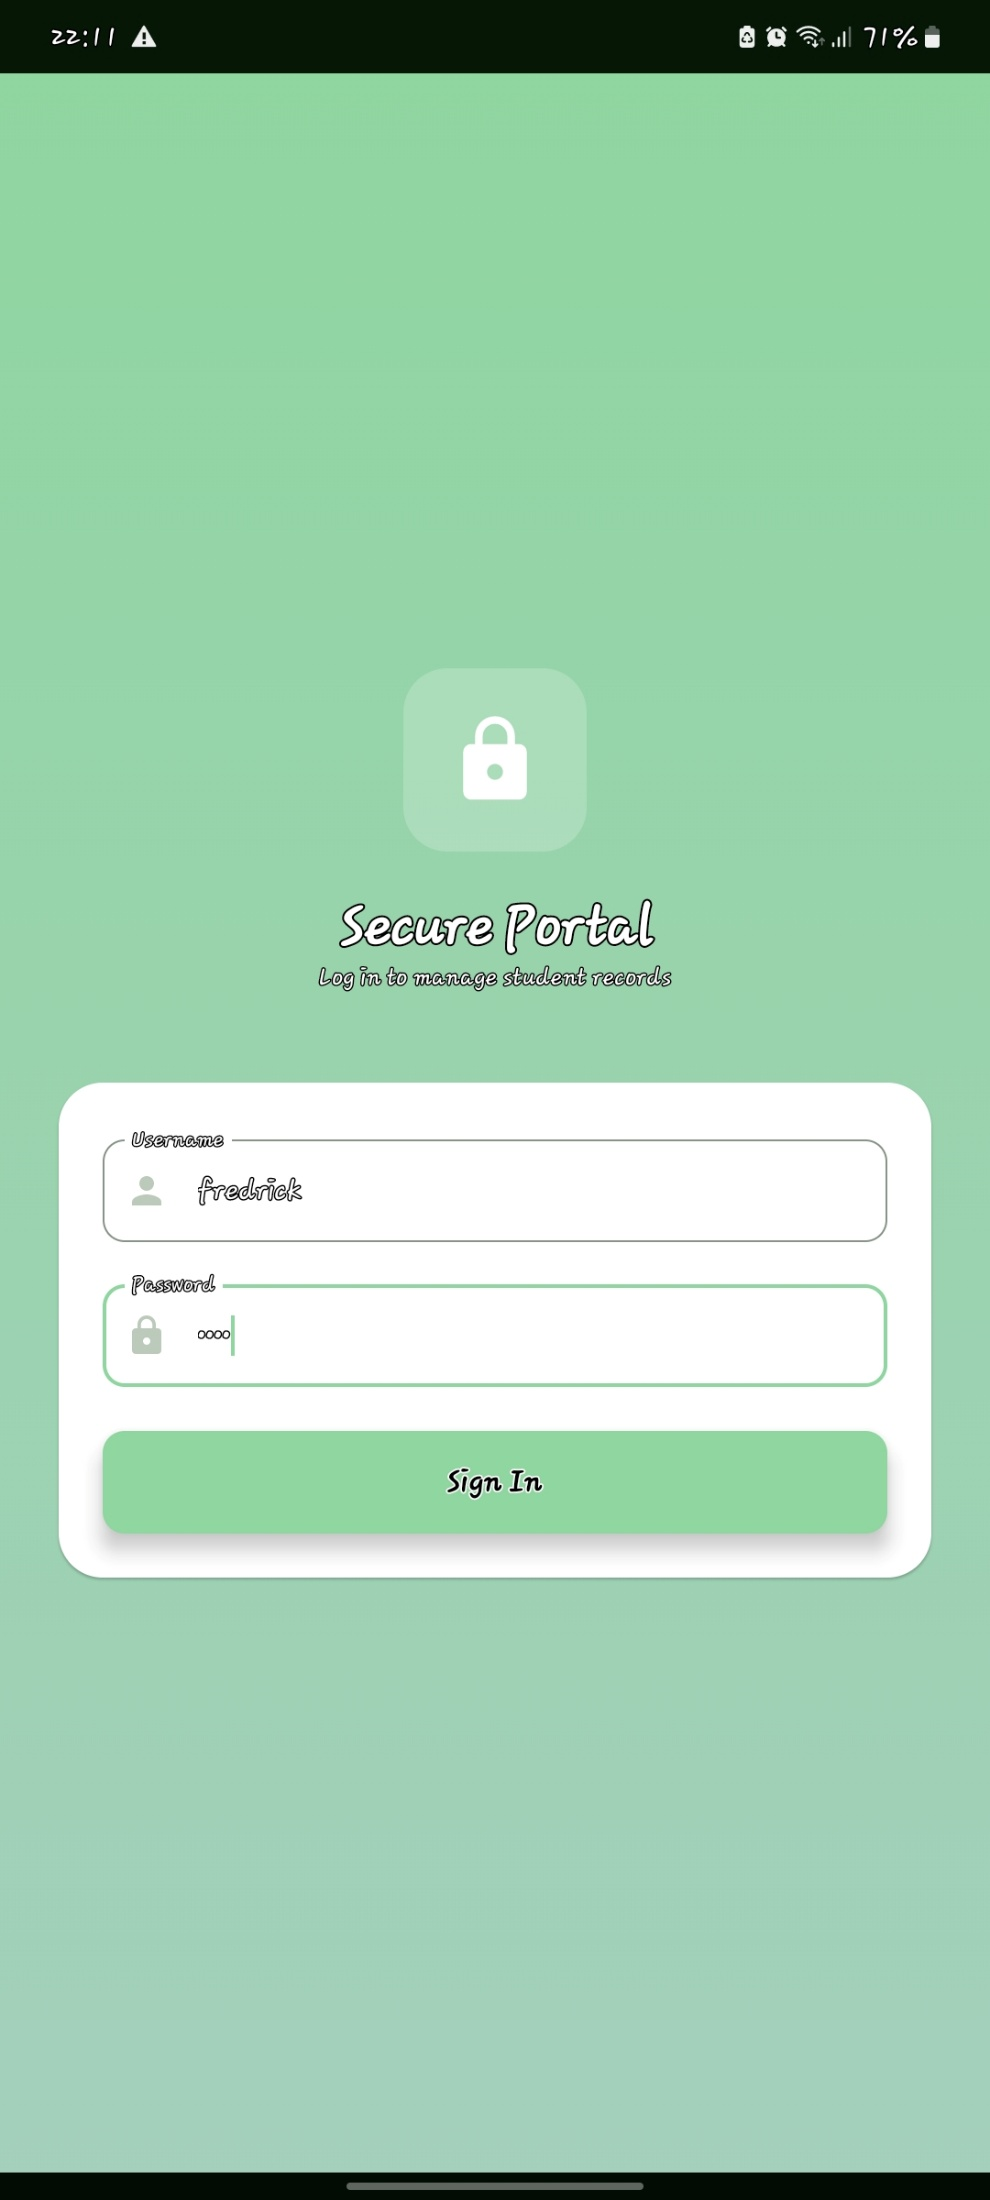 22:11
71%
Secure Portal
Log in to manage student records
Username
fredrick
Password
Sign In